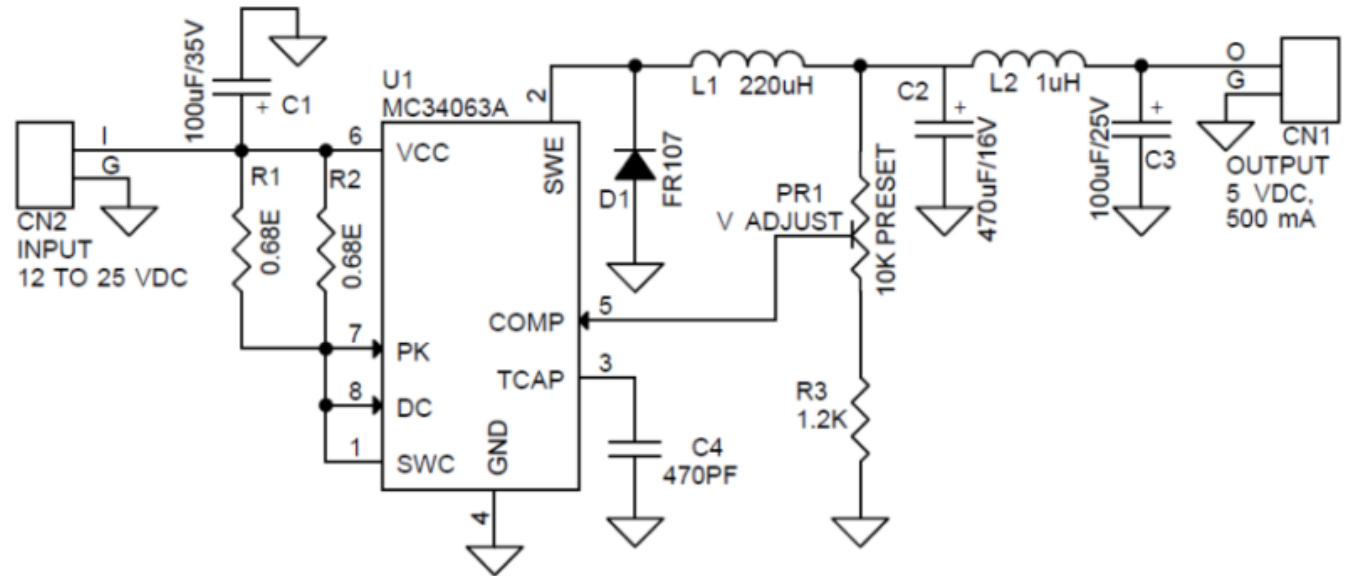 100uF/35V
+ C1
U1
MC34063A
2
L1 220uH
C2
+
470uF/16V
L2 1uH
+
100uF/25V
C3
O
G
CN1
OUTPUT
5 VDC,
500 mA
I
G
CN2
INPUT
12 TO 25 VDC
R1
0.68E
R2
0.68E
6
VCC
SWE
D1
FR107
PR1
V ADJUST
10K PRESET
COMP
5
7
PK
TCAP
3
8
DC
1
SWC
GND
4
C4
470PF
R3
1.2K